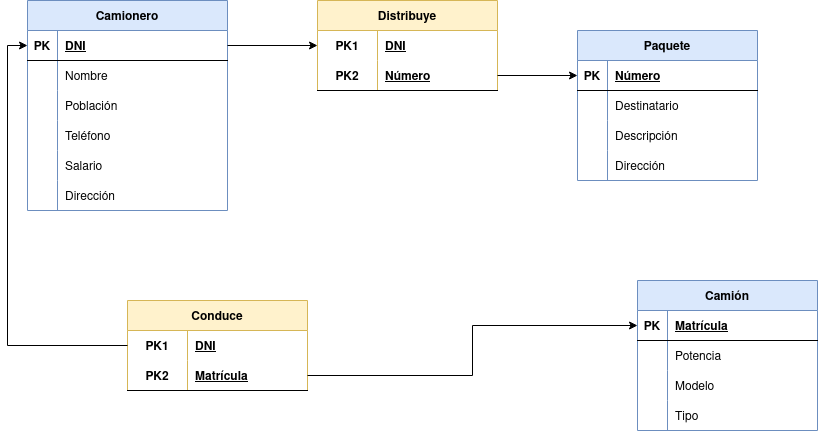 Camionero
PK DNI
Nombre
Población
Teléfono
Salario
Dirección
Distribuye
PK1 DNI
PK2 Número
Paquete
PK Número
Destinatario
Descripción
Dirección
Conduce
PK1 DNI
PK2 Matrícula
Camión
PK Matrícula
Potencia
Modelo
Tipo